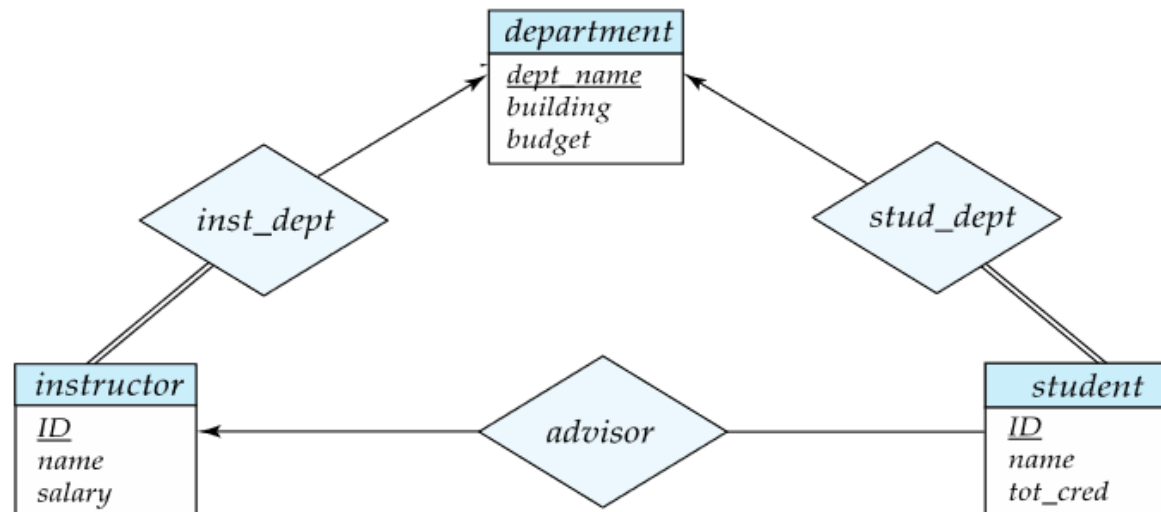 department
dept_name
building
budget
inst_dept
stud_dept
instructor
ID
name
salary
advisor
student
ID
name
tot_cred